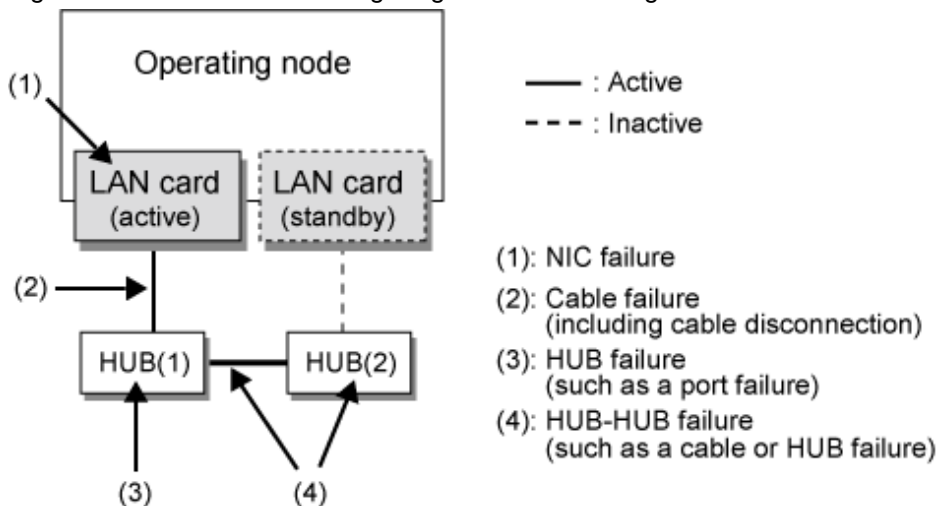 Operating node
(1)
LAN card
(active)
LAN card
(standby)
(2)
HUB(1)
HUB(2)
(3)
(4)
: Active
: Inactive
(1): NIC failure
(2): Cable failure
(including cable disconnection)
(3): HUB failure
(such as a port failure)
(4): HUB-HUB failure
(such as a cable or HUB failure)